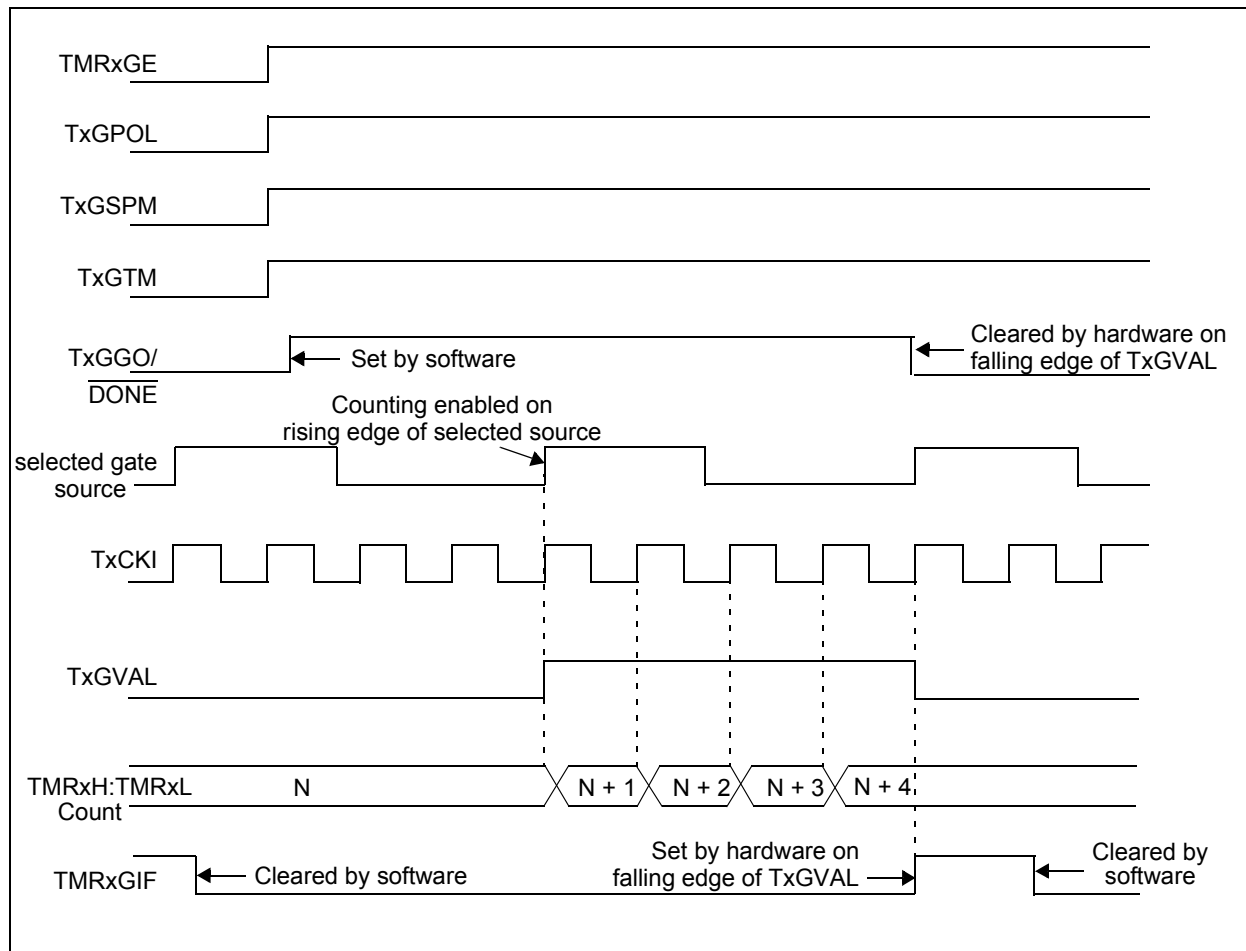 TMRxGE
TxGPOL
TxGSPM
TxGTM
TxGGO/
DONE
Set by software
Cleared by hardware on
falling edge of TxGVAL
Counting enabled on
rising edge of selected source
selected gate
source
TxCKI
TxGVAL
TMRxH:TMRxL
Count
N
N + 1
N + 2
N + 3
N + 4
TMRxGIF
Cleared by software
Set by hardware on
falling edge of TxGVAL
Cleared by
software